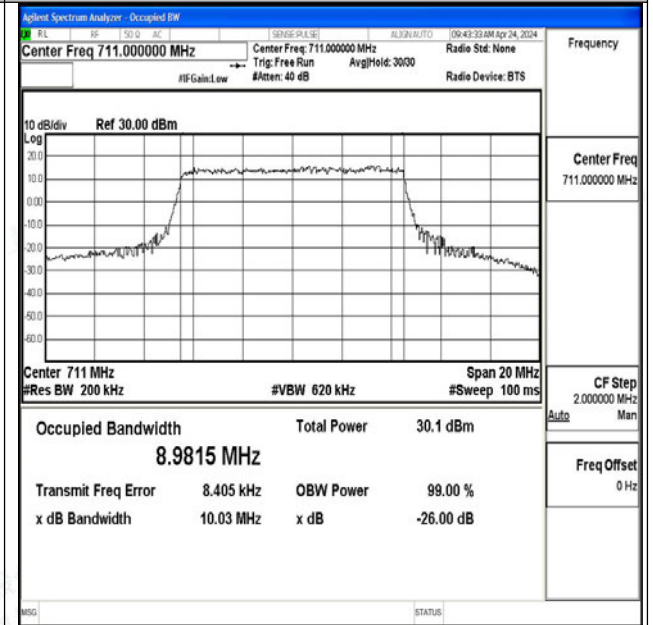 Agilent Spectrum Analyzer - Occupied BW
RL RF 50 Ω AC SENSE:PULSE ALIGN AUTO 09:43:33 AM Apr 24, 2024
Center Freq 711.000000 MHz Center Freq: 711.000000 MHz Radio Std: None Frequency
Trig: Free Run Avg|Hold: 30/30
#IFGain:Low #Atten: 40 dB Radio Device: BTS
10 dB/div Ref 30.00 dBm
Log
20.0
10.0
0.00
-10.0
-20.0
-30.0
-40.0
-50.0
-60.0
Center Freq
711.000000 MHz
Center 711 MHz Span 20 MHz
#Res BW 200 kHz #VBW 620 kHz #Sweep 100 ms
CF Step
2.000000 MHz
Auto Man
Occupied Bandwidth Total Power 30.1 dBm
8.9815 MHz
Freq Offset
0 Hz
Transmit Freq Error 8.405 kHz OBW Power 99.00 %
x dB Bandwidth 10.03 MHz x dB -26.00 dB
MSG STATUS